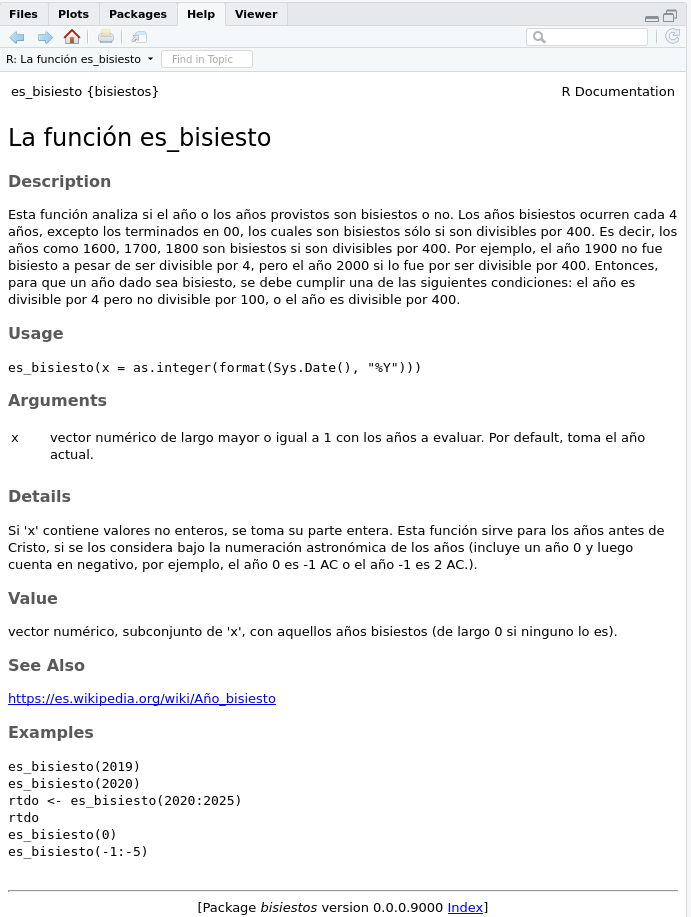 Files Plots Packages Help Viewer
R: La función es_bisiesto Find in Topic
es_bisiesto {bisiestos} R Documentation
La función es_bisiesto
Description
Esta función analiza si el año o los años provistos son bisiestos o no. Los años bisiestos ocurren cada 4
años, excepto los terminados en 00, los cuales son bisiestos sólo si son divisibles por 400. Es decir, los
años como 1600, 1700, 1800 son bisiestos si son divisibles por 400. Por ejemplo, el año 1900 no fue
bisiesto a pesar de ser divisible por 4, pero el año 2000 si lo fue por ser divisible por 400. Entonces,
para que un año dado sea bisiesto, se debe cumplir una de las siguientes condiciones: el año es
divisible por 4 pero no divisible por 100, o el año es divisible por 400.
Usage
es_bisiesto(x = as.integer(format(Sys.Date(), "%Y")))
Arguments
x vector numérico de largo mayor o igual a 1 con los años a evaluar. Por default, toma el año
actual.
Details
Si 'x' contiene valores no enteros, se toma su parte entera. Esta función sirve para los años antes de
Cristo, si se los considera bajo la numeración astronómica de los años (incluye un año 0 y luego
cuenta en negativo, por ejemplo, el año 0 es -1 AC o el año -1 es 2 AC.).
Value
vector numérico, subconjunto de 'x', con aquellos años bisiestos (de largo 0 si ninguno lo es).
See Also
https://es.wikipedia.org/wiki/Año_bisiesto
Examples
es_bisiesto(2019)
es_bisiesto(2020)
rtdo <- es_bisiesto(2020:2025)
rtdo
es_bisiesto(0)
es_bisiesto(-1:-5)
[Package bisiestos version 0.0.0.9000 Index]